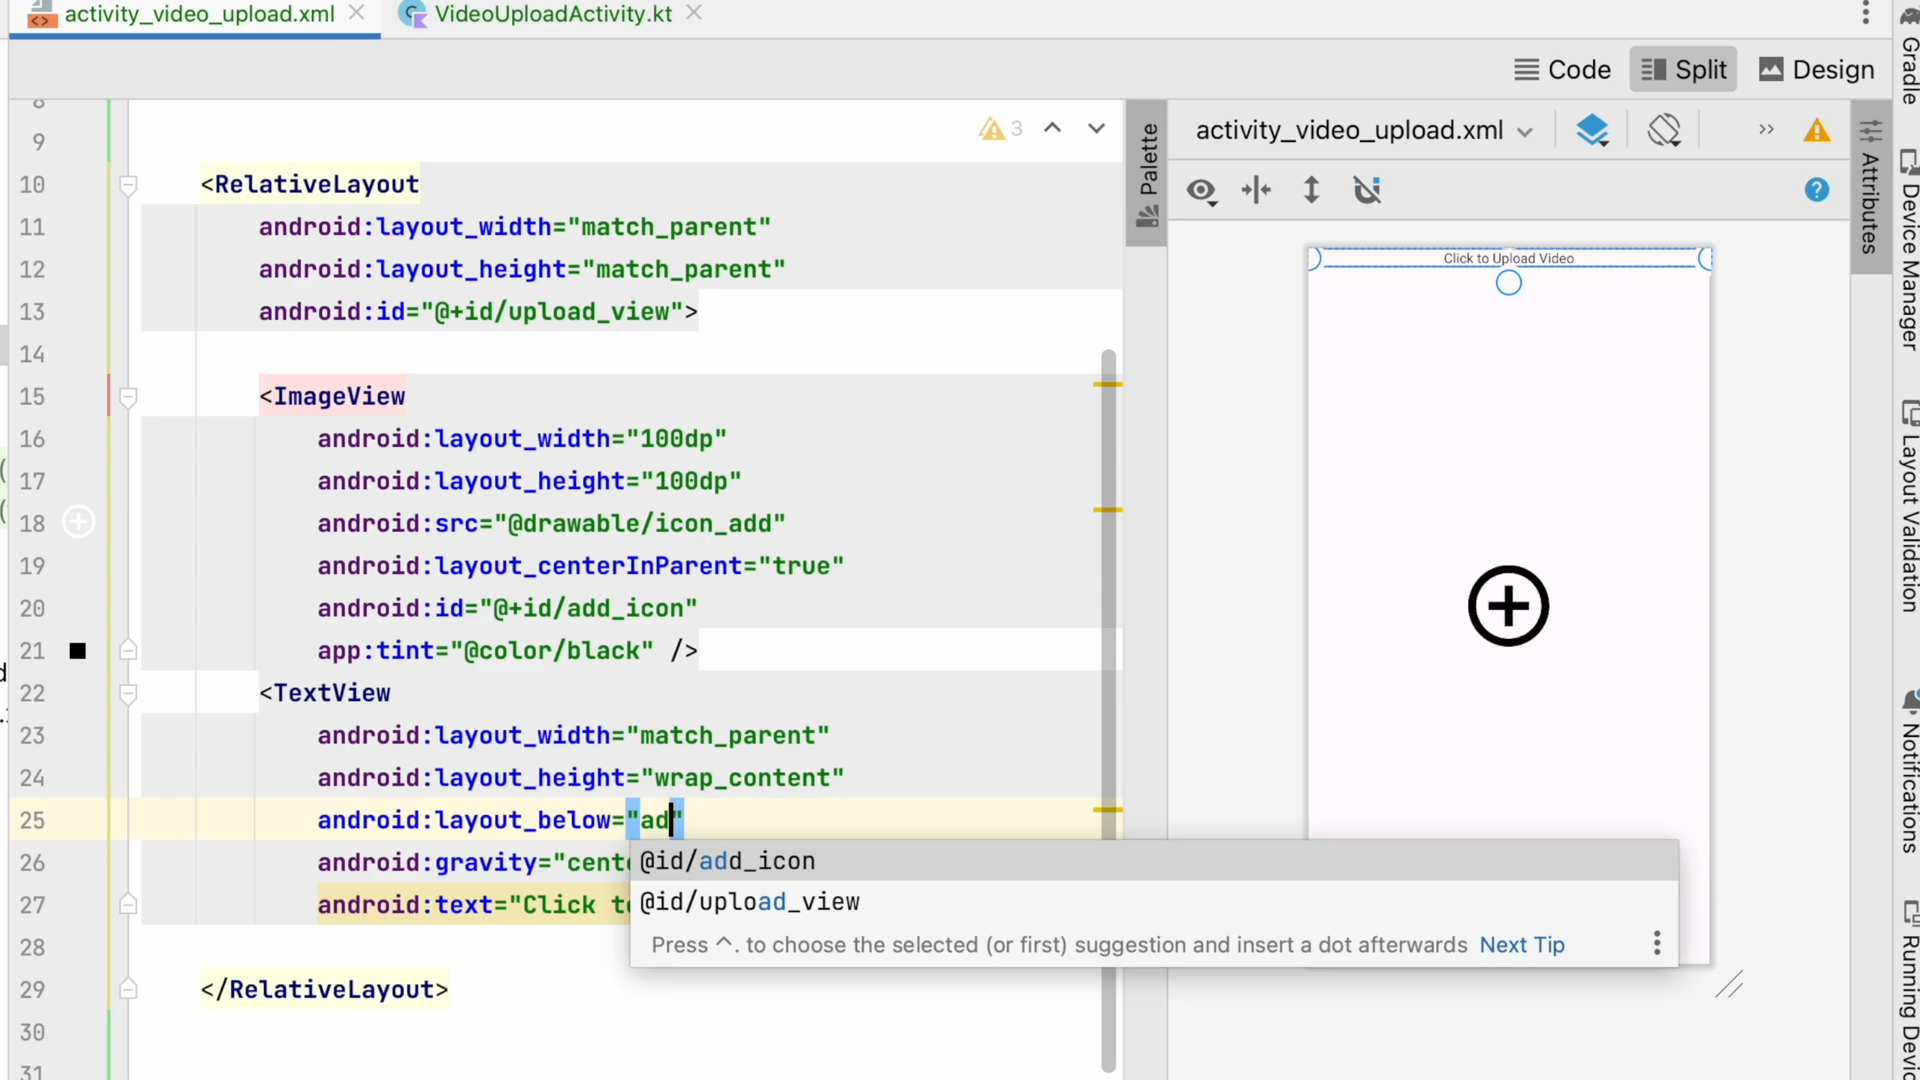 activity_video_upload.xml
VideoUploadActivity.kt
Code
Split
Design
8
9
10 <RelativeLayout
11 android:layout_width="match_parent"
12 android:layout_height="match_parent"
13 android:id="@+id/upload_view">
14
15 <ImageView
16 android:layout_width="100dp"
17 android:layout_height="100dp"
18 android:src="@drawable/icon_add"
19 android:layout_centerInParent="true"
20 android:id="@+id/add_icon"
21 app:tint="@color/black" />
22 <TextView
23 android:layout_width="match_parent"
24 android:layout_height="wrap_content"
25 android:layout_below="ad"
26 android:gravity="cent
27 android:text="Click t
28
29 </RelativeLayout>
30
31
3
@id/add_icon
@id/upload_view
Press ^. to choose the selected (or first) suggestion and insert a dot afterwards Next Tip
Palette
activity_video_upload.xml
Click to Upload Video
Attributes
Gradle
Device Manager
Layout Validation
Notifications
Running Devic